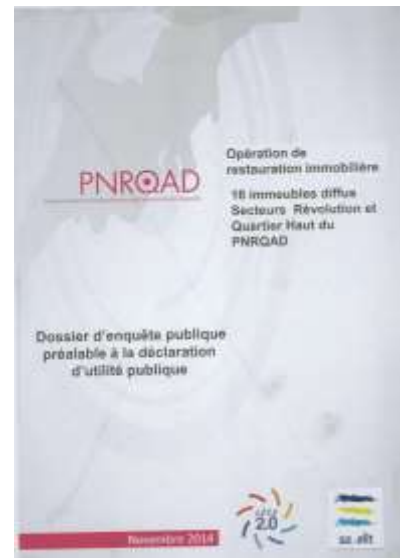 PNRQAD
Opération de
restauration immobilière
18 immeubles diffus
Secteurs Révolution et
Quartier Haut du
PNRQAD
Dossier d'enquête publique
préalable à la déclaration
d'utilité publique
2.0
Novembre 2014